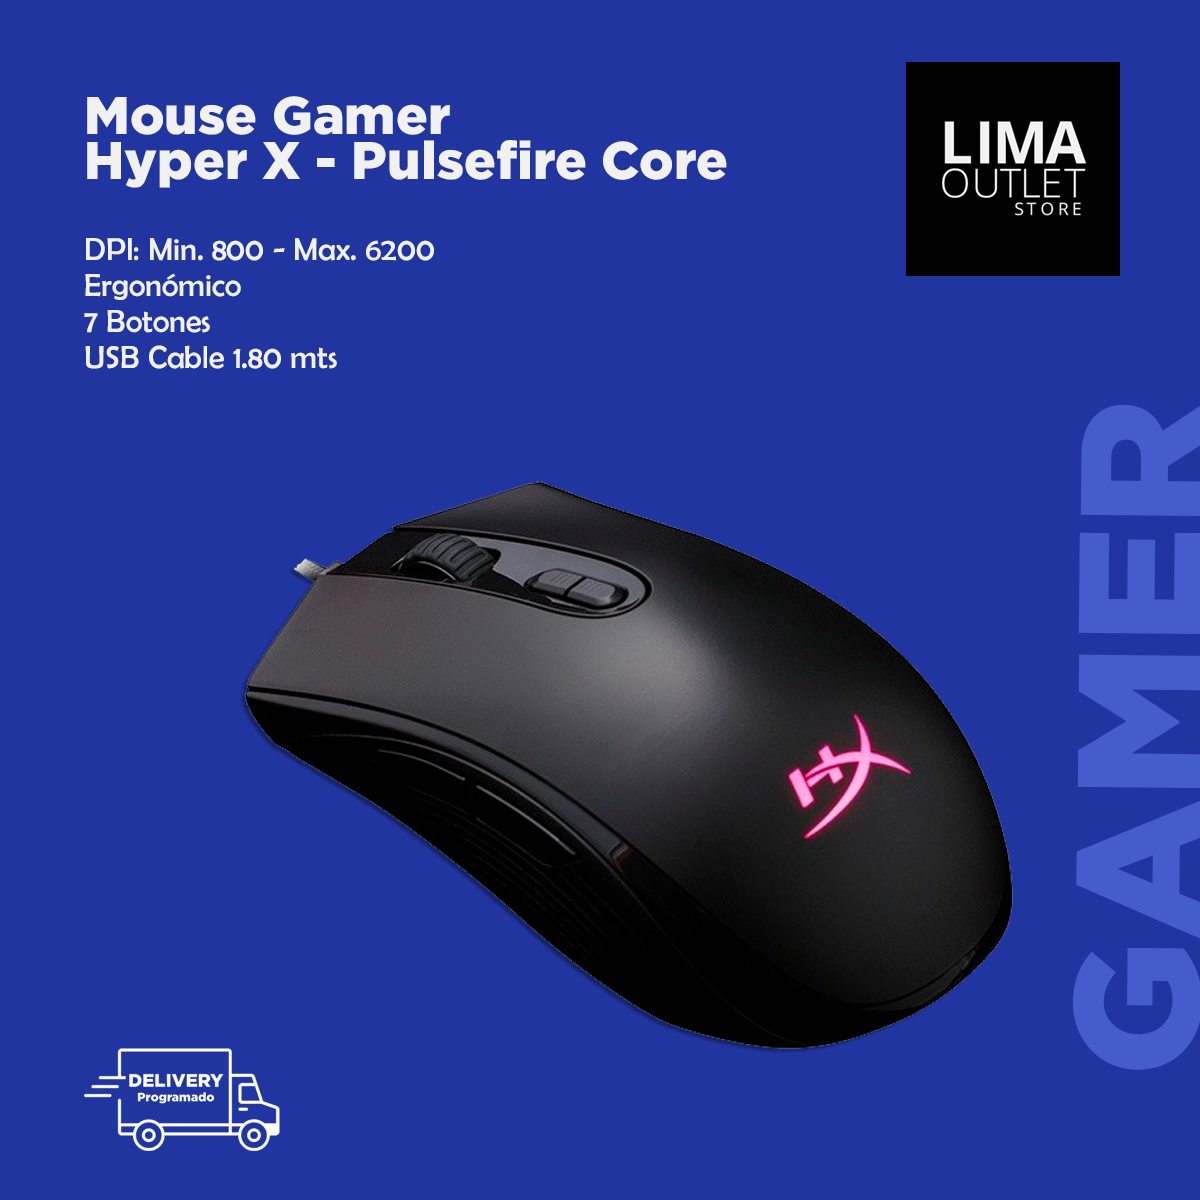 Mouse Gamer
Hyper X - Pulsefire Core
LIMA
OUTLET
STORE
DPI: Min. 800 - Max. 6200
Ergonómico
7 Botones
USB Cable 1.80 mts
GAMER
HX
DELIVERY
Programado